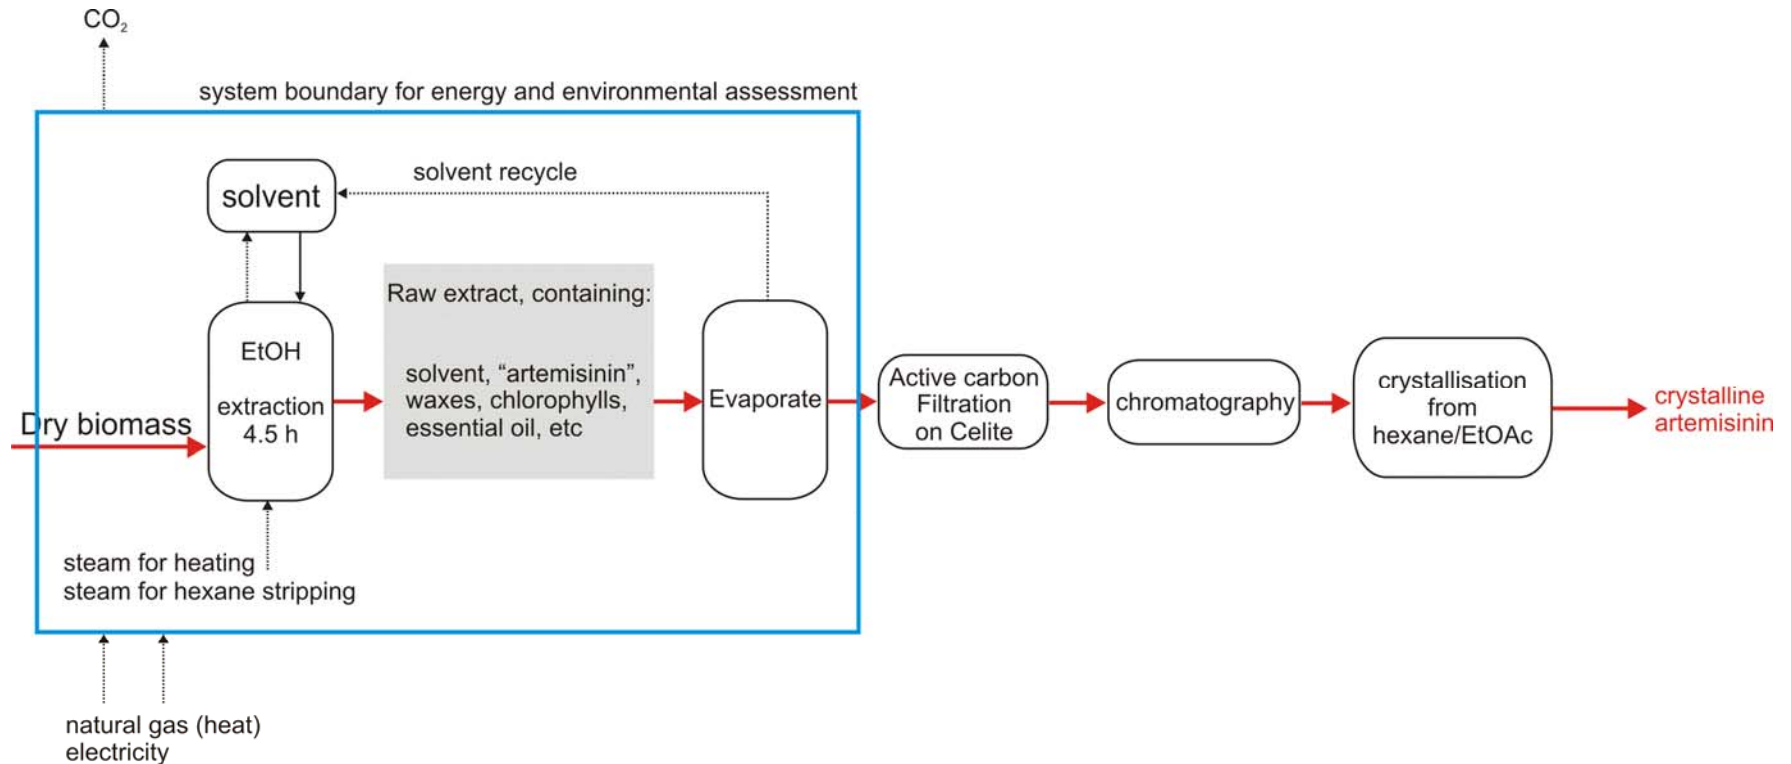 CO₂
system boundary for energy and environmental assessment
solvent recycle
solvent
Raw extract, containing:
EtOH
extraction
4.5 h
solvent, “artemisinin”,
waxes, chlorophylls,
essential oil, etc
Evaporate
Dry biomass
Active carbon
Filtration
on Celite
chromatography
crystallisation
from
hexane/EtOAc
crystalline
artemisinin
steam for heating
steam for hexane stripping
natural gas (heat)
electricity